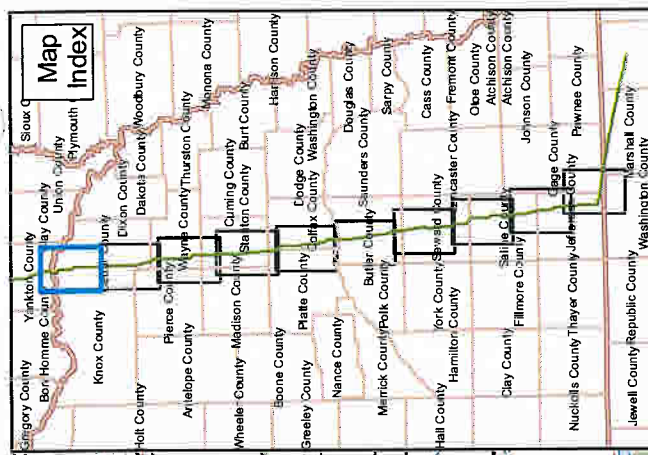 Map
Index
Sioux C
Plymouth C
Woodbury County
Monona County
Harrison County
Union County
Dakota County
Thurston County
Burt County
Washington County
Douglas County
Sarpy County
Cass County
Fremont County
Otoe County
Atchison County
Atchison County
Johnson County
Pawnee County
Yankton County
lay County
Dixon County
Wayne County
Cuming County
Stanton County
Dodge County
olfax County
Saunders County
Butler County
Seward County
ncaster County
Saline County
Gage County
Marshall County
Washington County
Gregory County
Bon Homme Coun
Knox County
ounty
Pierce County
Madison County
Platte County
Polk County
York County
Fillmore County
Thayer County
Republic County
Holt County
Antelope County
Wheeler County
Boone County
Greeley County
Nance County
Merrick County
Hall County
Hamilton County
Clay County
Nuckolls County
Jewell County